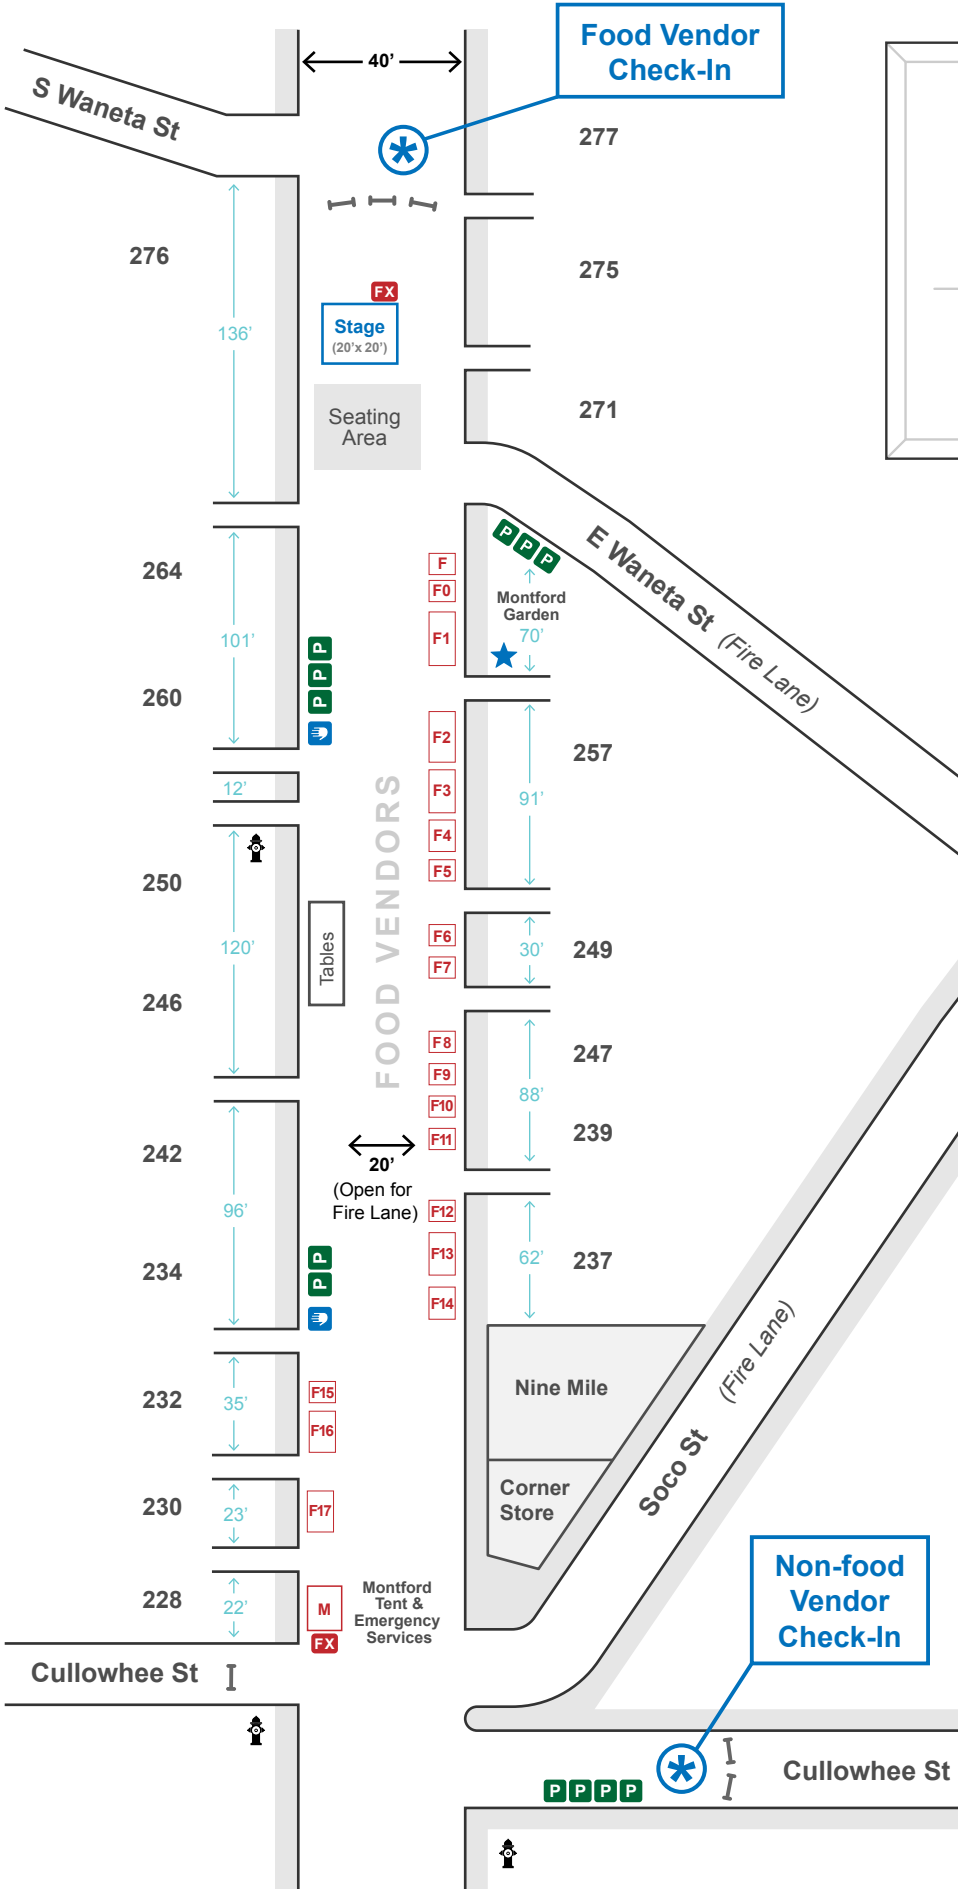 Food Vendor
Check-In
40'
S Waneta St
277
276
275
136'
FX
Stage
(20'x 20')
271
Seating
Area
P P P
E Waneta St (Fire Lane)
264
F
F0
Montford
Garden
101'
F1
70'
P
P
P
260
F2
257
12'
F3
91'
FOOD VENDORS
F4
F5
250
120'
Tables
F6
30'
249
F7
246
F8
247
F9
88'
F10
239
F11
242
20'
(Open for
Fire Lane)
96'
F12
F13
62'
237
234
P
P
F14
Nine Mile
232
35'
F15
F16
Soco St (Fire Lane)
Corner
Store
230
23'
F17
228
22'
M
FX
Montford
Tent &
Emergency
Services
Non-food
Vendor
Check-In
Cullowhee St
Cullowhee St
P P P P